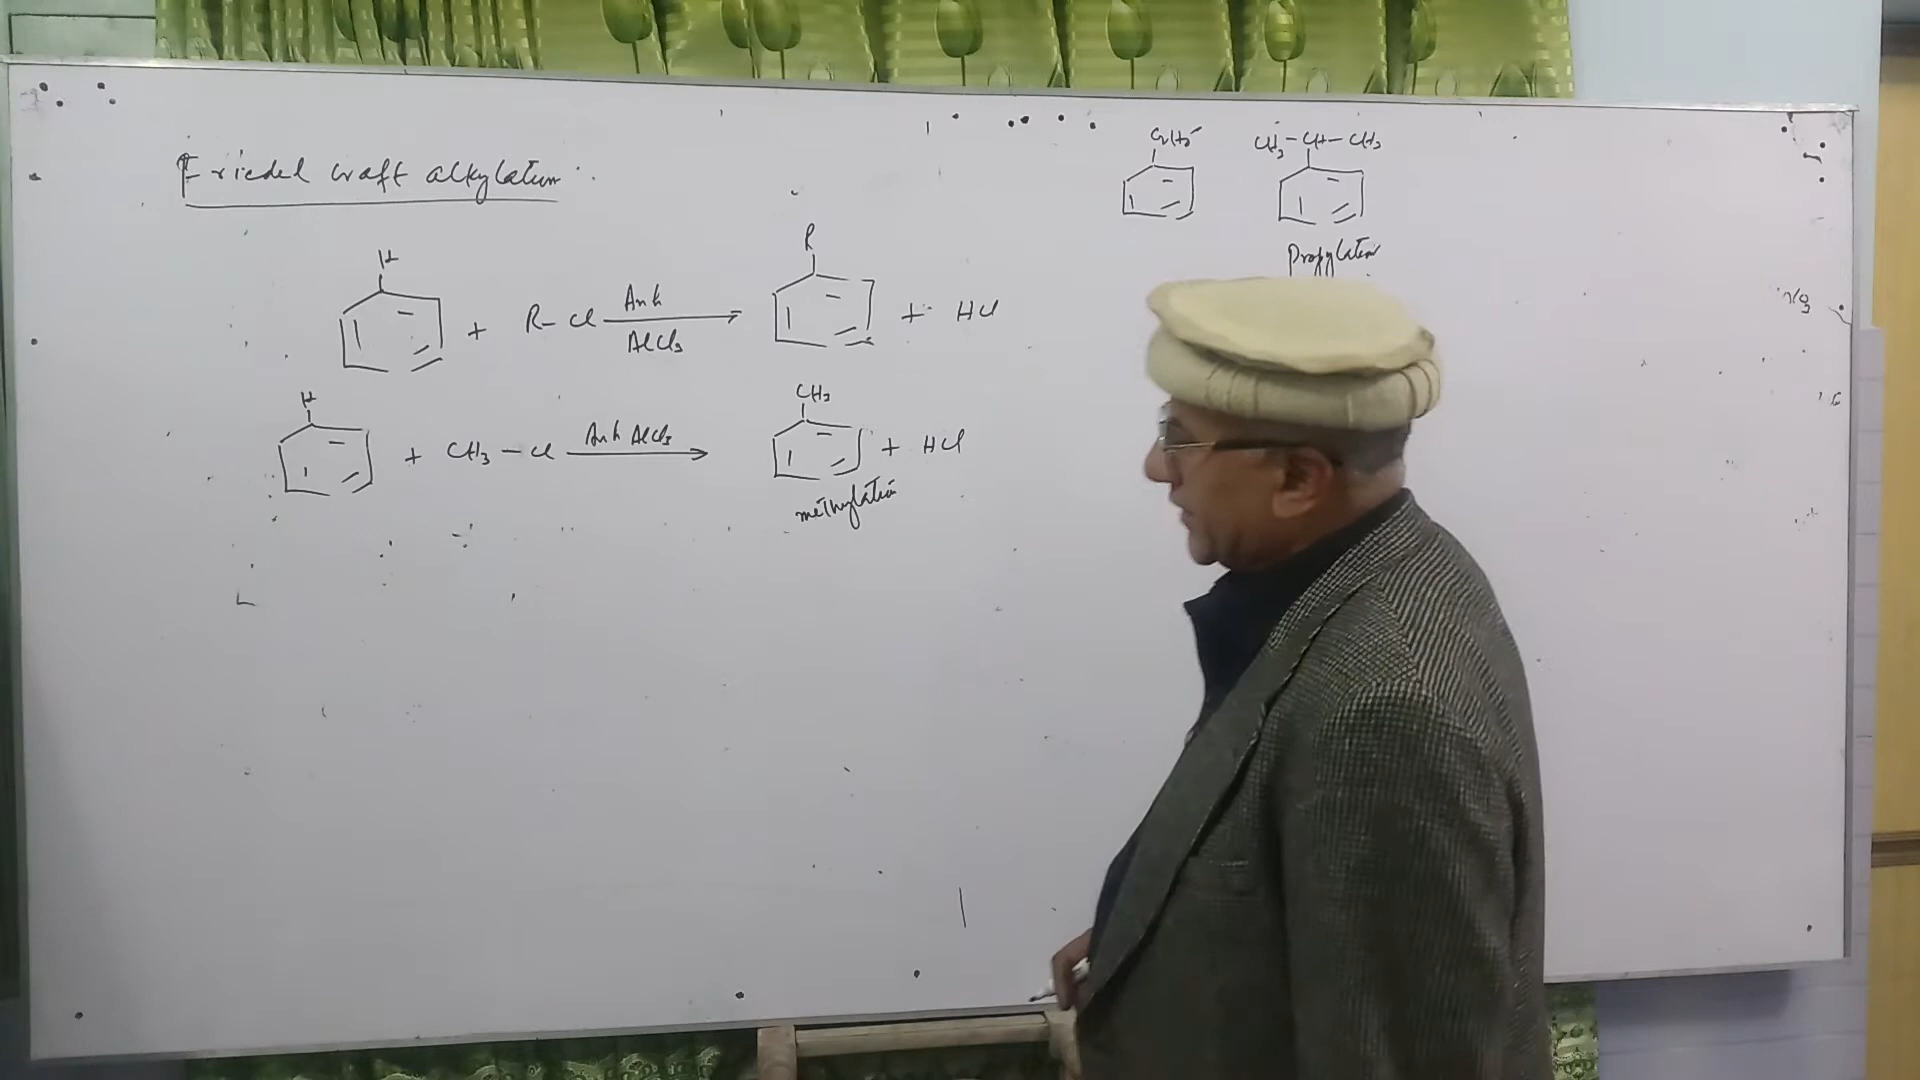 Friedel craft alkylation
H
+ R-Cl Anh AlCl3
R
+ HCl
H
+ CH3-Cl Anh AlCl3
CH3
+ HCl
methylation
C2H5
CH3-CH-CH3
Propylation